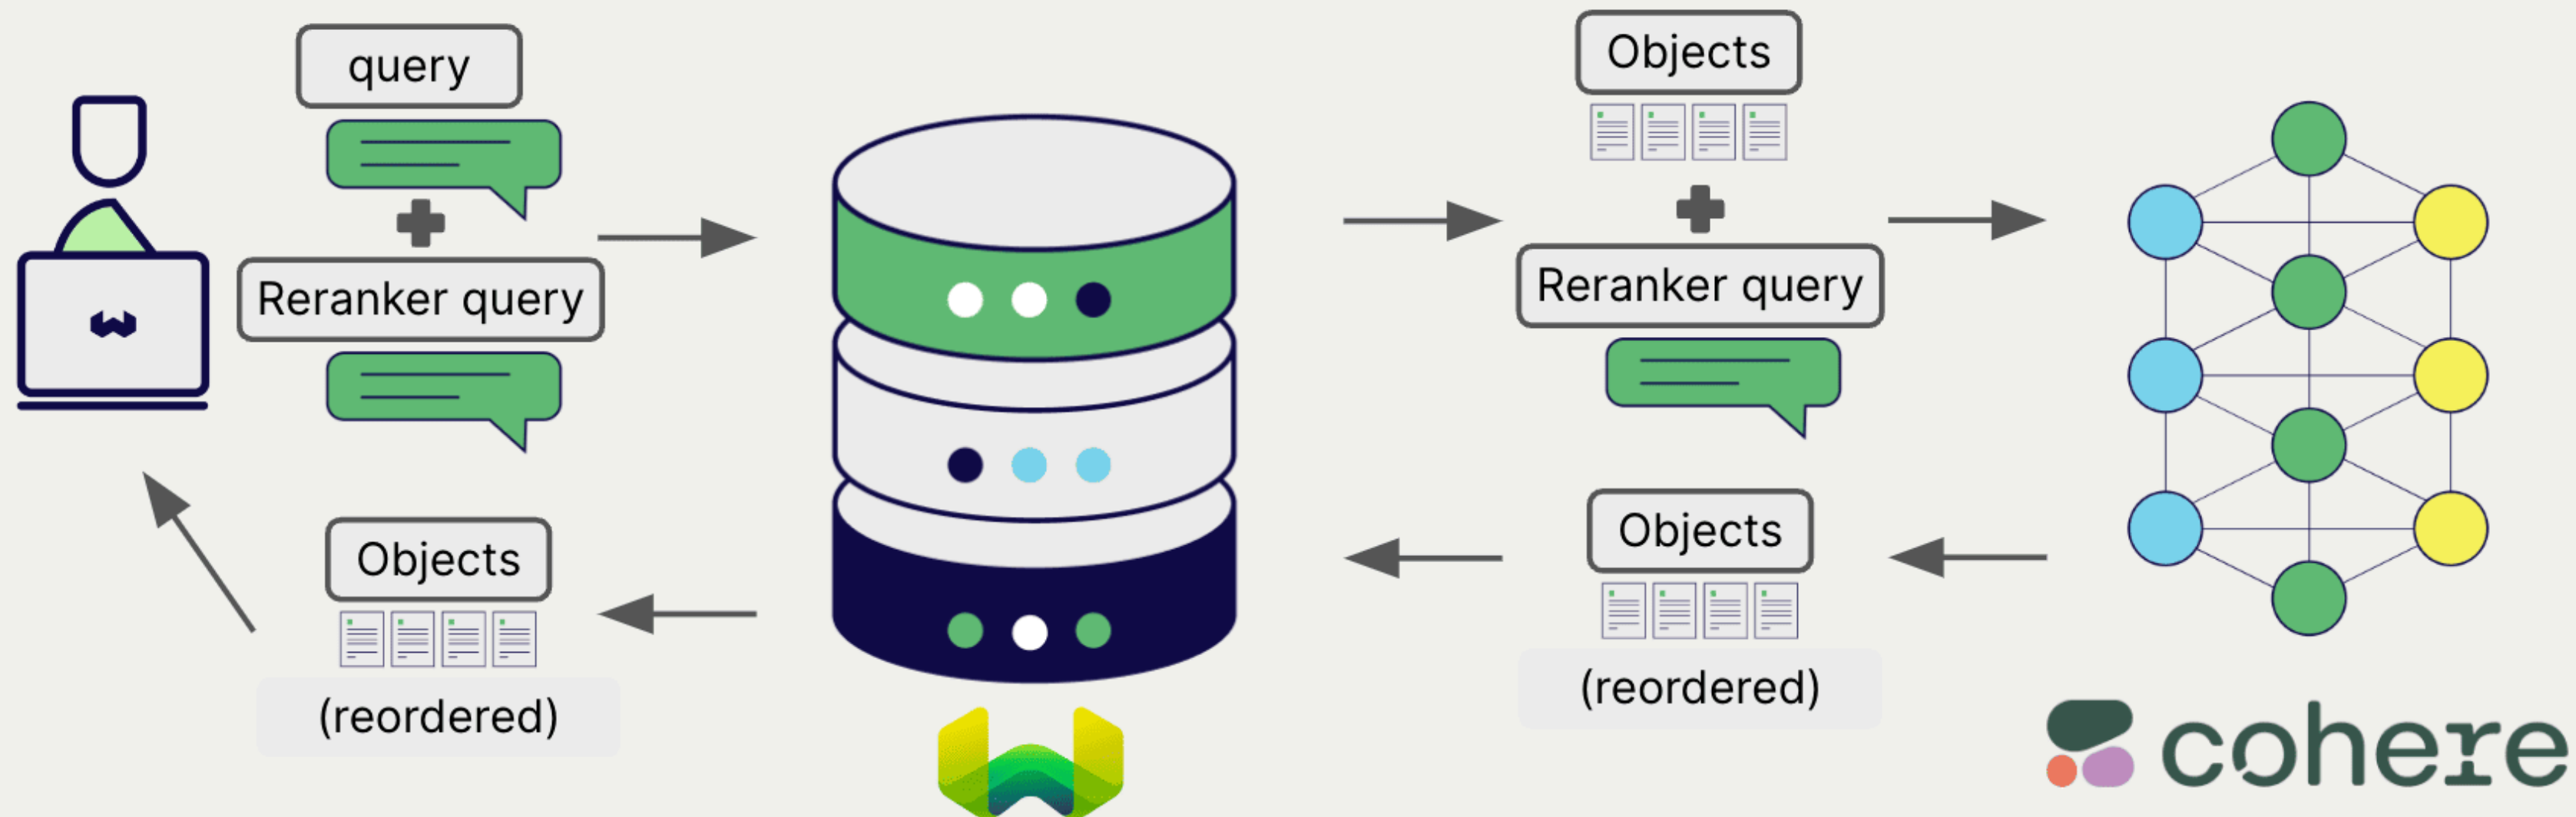 query
Reranker query
Objects
(reordered)
Objects
Reranker query
Objects
(reordered)
cohere